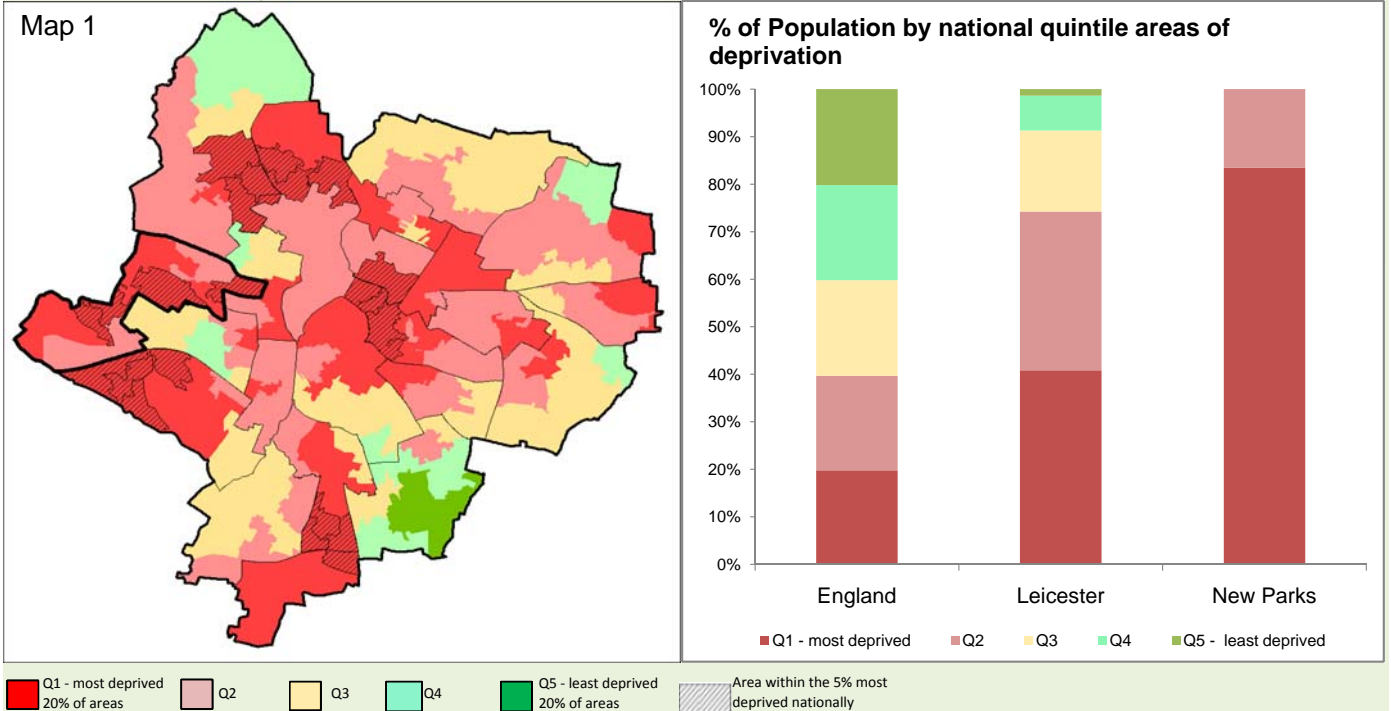 Map 1
% of Population by national quintile areas of
deprivation
100%
90%
80%
70%
60%
50%
40%
30%
20%
10%
0%
England
Leicester
New Parks
Q1 - most deprived
Q2
Q3
Q4
Q5 - least deprived
Q1 - most deprived
20% of areas
Q2
Q3
Q4
Q5 - least deprived
20% of areas
Area within the 5% most
deprived nationally